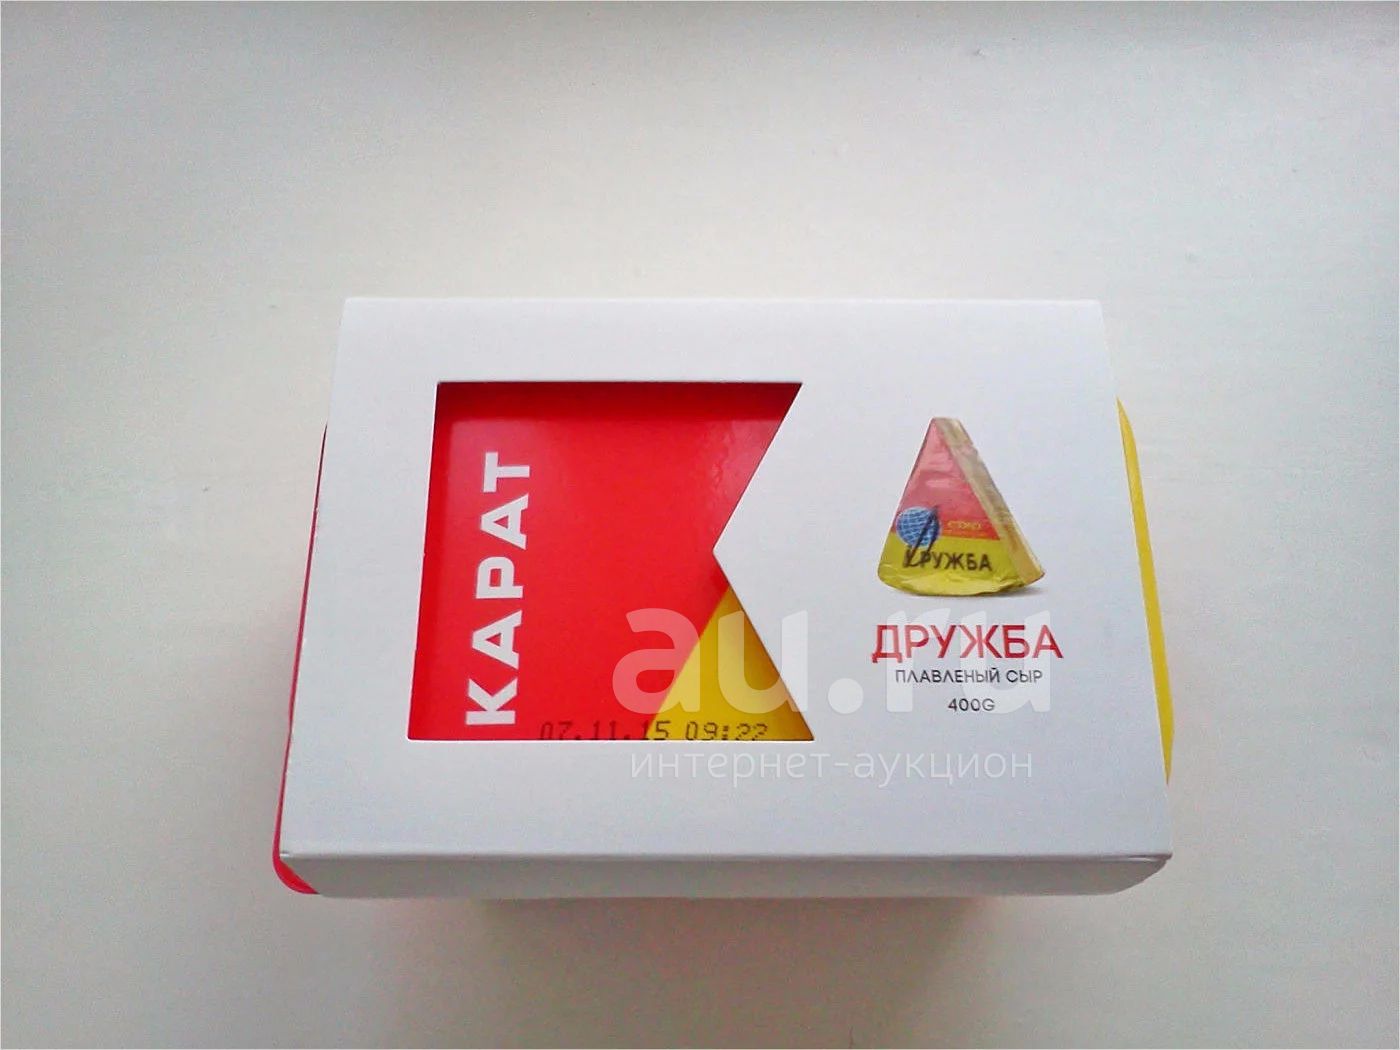 КАРАТ
07.11.15 09:22
ДРУЖБА
ДРУЖБА
ПЛАВЛЕНЫЙ СЫР
400G
au.ru
интернет-аукцион